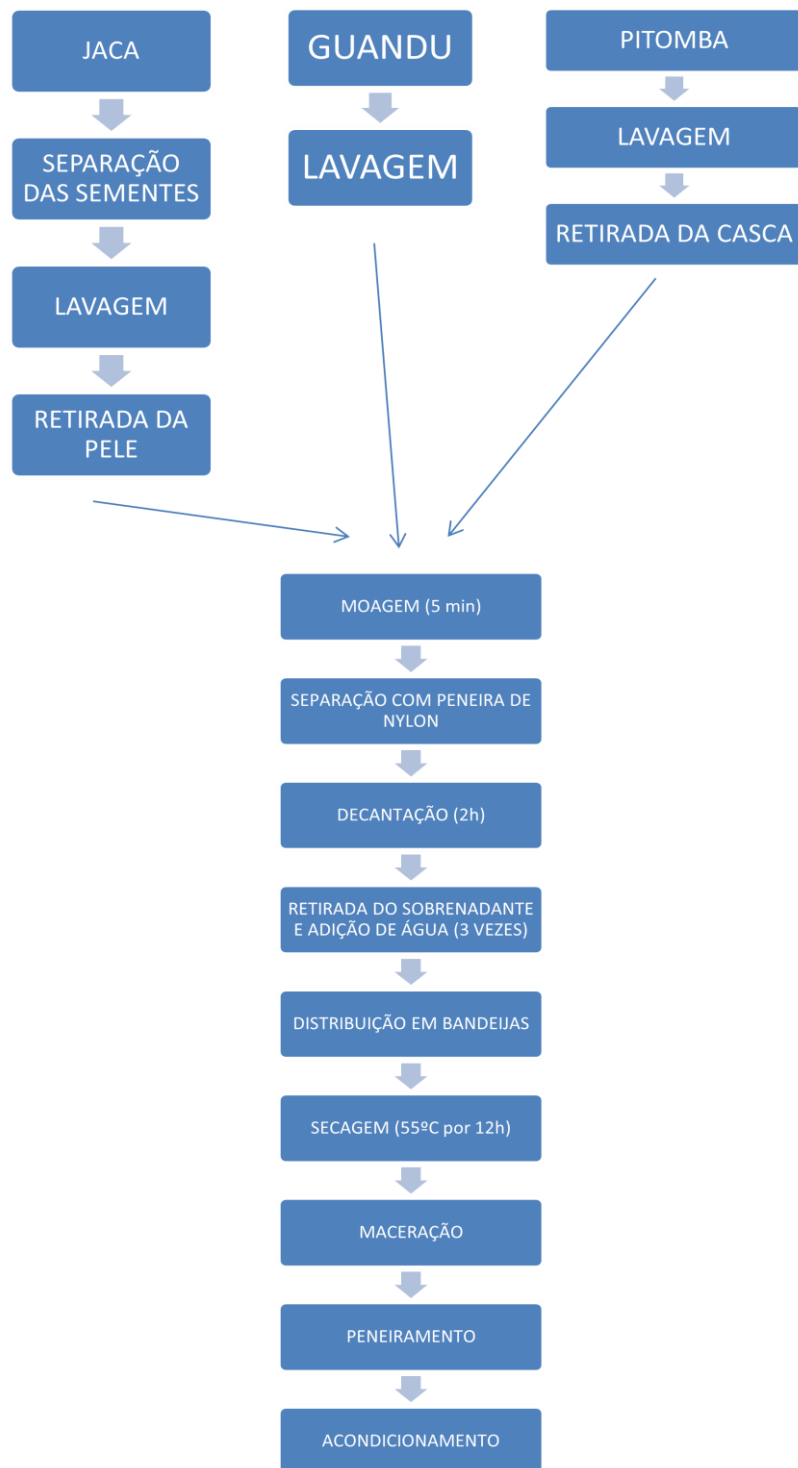 JACA
SEPARAÇÃO
DAS SEMENTES
LAVAGEM
RETIRADA DA
PELE
GUANDU
LAVAGEM
PITOMBA
LAVAGEM
RETIRADA DA CASCA
MOAGEM (5 min)
SEPARAÇÃO COM PENEIRA DE
NYLON
DECANTAÇÃO (2h)
RETIRADA DO SOBRENADANTE
E ADIÇÃO DE ÁGUA (3 VEZES)
DISTRIBUIÇÃO EM BANDEIJAS
SECAGEM (55ºC por 12h)
MACERAÇÃO
PENEIRAMENTO
ACONDICIONAMENTO